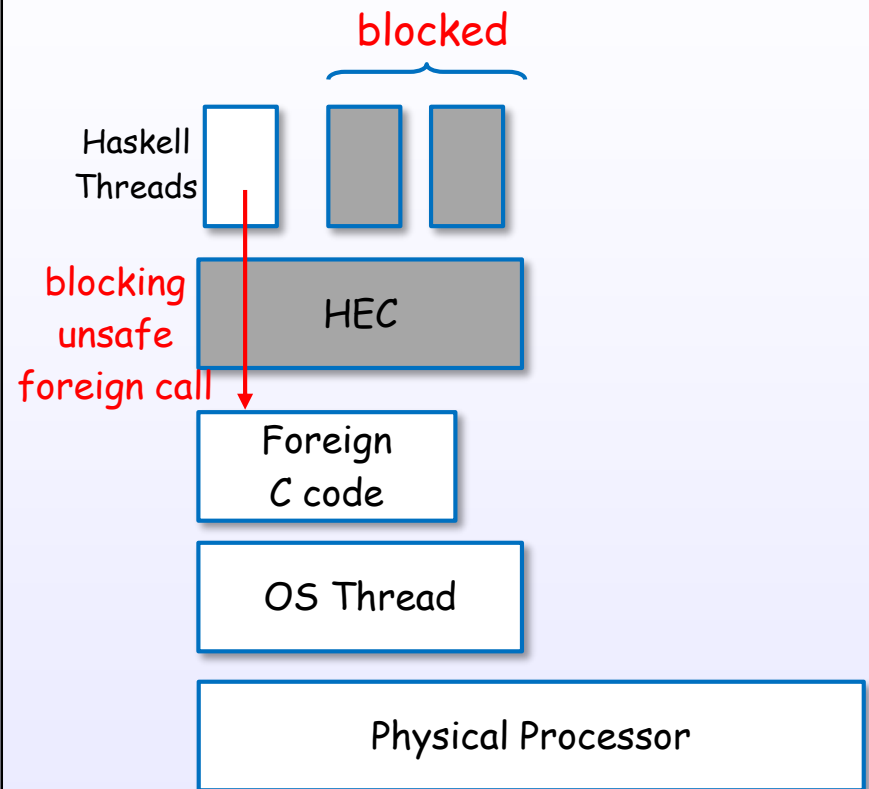 blocked
Haskell
Threads
blocking
unsafe
foreign call
HEC
Foreign
C code
OS Thread
Physical Processor